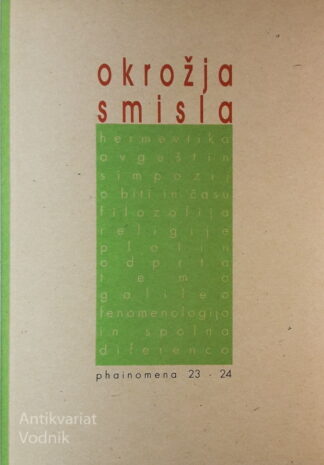 okrožja
smisla
hermevtika
avguštin
simpozij
o biti in času
filozofija
religije
plotin
odprta
tema
galileo
fenomenologija
in spolna
diferenca
phainomena 23 - 24
Antikvariat
Vodnik